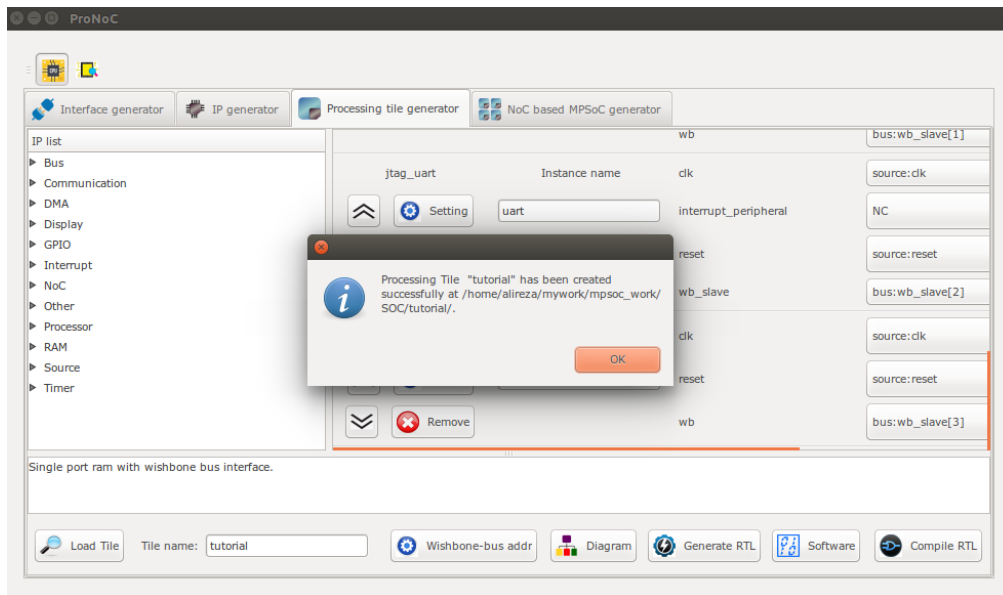 ProNoC
Interface generator
IP generator
Processing tile generator
NoC based MPSoC generator
IP list
Bus
Communication
DMA
Display
GPIO
Interrupt
NoC
Other
Processor
RAM
Source
Timer
wb
bus:wb_slave[1]
jtag_uart
Instance name
clk
source:clk
Setting
uart
interrupt_peripheral
NC
reset
source:reset
wb_slave
bus:wb_slave[2]
Processing Tile "tutorial" has been created
successfully at /home/alireza/mywork/mpsoc_work/
SOC/tutorial/.
OK
clk
source:clk
reset
source:reset
Remove
wb
bus:wb_slave[3]
Single port ram with wishbone bus interface.
Load Tile
Tile name:
tutorial
Wishbone-bus addr
Diagram
Generate RTL
Software
Compile RTL